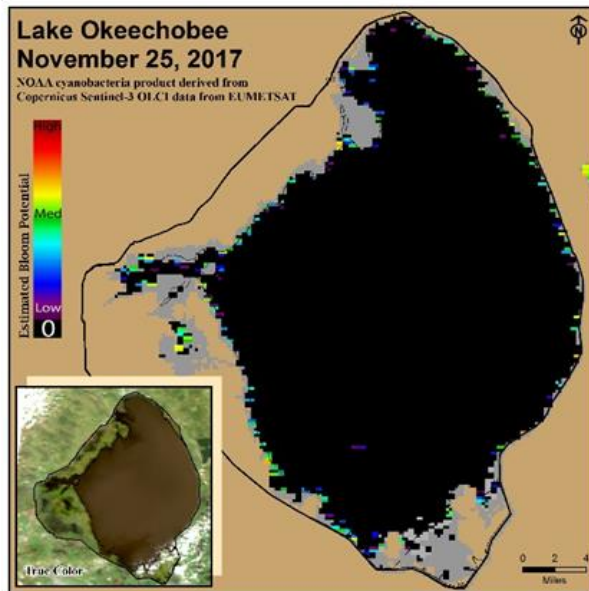 Lake Okeechobee
November 25, 2017
NOAA cyanobacteria product derived from
Copernicus Sentinel-3 OLCI data from EUMETSAT
N
High
Med
Low
0
Estimated Bloom Potential
True Color
0 2 4
Miles